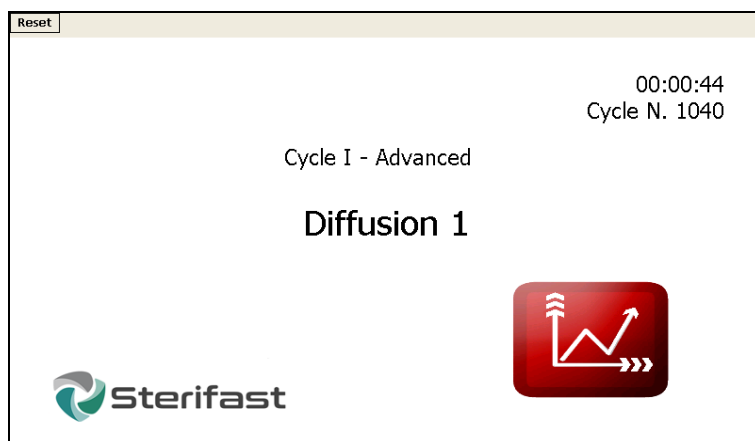 Reset
00:00:44
Cycle N. 1040
Cycle I - Advanced
Diffusion 1
Sterifast